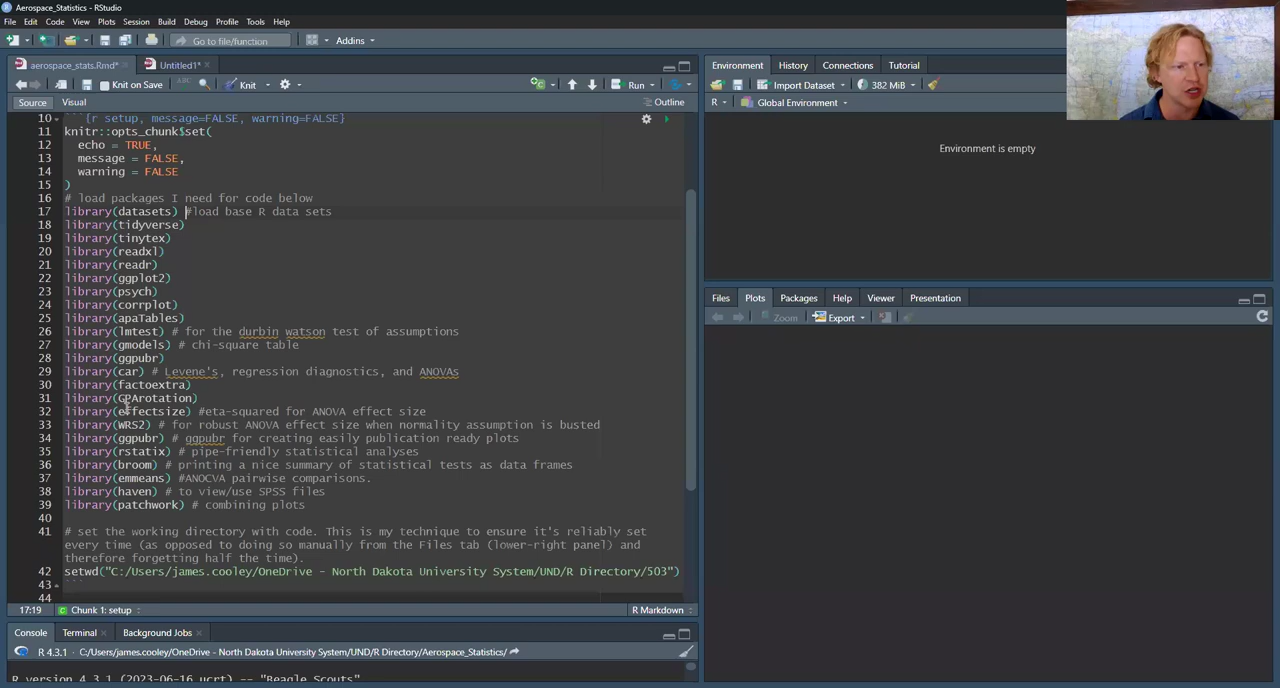 Aerospace_Statistics - RStudio
File Edit Code View Plots Session Build Debug Profile Tools Help
Go to file/function Addins
aerospace_stats.Rmd* Untitled1*
Knit on Save Knit Run
Source Visual Outline
10 ```{r setup, message=FALSE, warning=FALSE}
11 knitr::opts_chunk$set(
12 echo = TRUE,
13 message = FALSE,
14 warning = FALSE
15 )
16 # load packages I need for code below
17 library(datasets) #load base R data sets
18 library(tidyverse)
19 library(tinytex)
20 library(readxl)
21 library(readr)
22 library(ggplot2)
23 library(psych)
24 library(corrplot)
25 library(apaTables)
26 library(lmtest) # for the durbin watson test of assumptions
27 library(gmodels) # chi-square table
28 library(ggpubr)
29 library(car) # Levene's, regression diagnostics, and ANOVAs
30 library(factoextra)
31 library(GPArotation)
32 library(effectsize) #eta-squared for ANOVA effect size
33 library(WRS2) # for robust ANOVA effect size when normality assumption is busted
34 library(ggpubr) # ggpubr for creating easily publication ready plots
35 library(rstatix) # pipe-friendly statistical analyses
36 library(broom) # printing a nice summary of statistical tests as data frames
37 library(emmeans) #ANOCVA pairwise comparisons.
38 library(haven) # to view/use SPSS files
39 library(patchwork) # combining plots
40
41 # set the working directory with code. This is my technique to ensure it's reliably set
every time (as opposed to doing so manually from the Files tab (lower-right panel) and
therefore forgetting half the time).
42 setwd("C:/Users/james.cooley/OneDrive - North Dakota University System/UND/R Directory/503")
43 ```
44
17:19 Chunk 1: setup R Markdown
Console Terminal Background Jobs
R 4.3.1 · C:/Users/james.cooley/OneDrive - North Dakota University System/UND/R Directory/Aerospace_Statistics/
R version 4.3.1 (2023-06-16 ucrt) -- "Beagle Scouts"
Environment History Connections Tutorial
Import Dataset 382 MiB
R Global Environment
Environment is empty
Files Plots Packages Help Viewer Presentation
Zoom Export